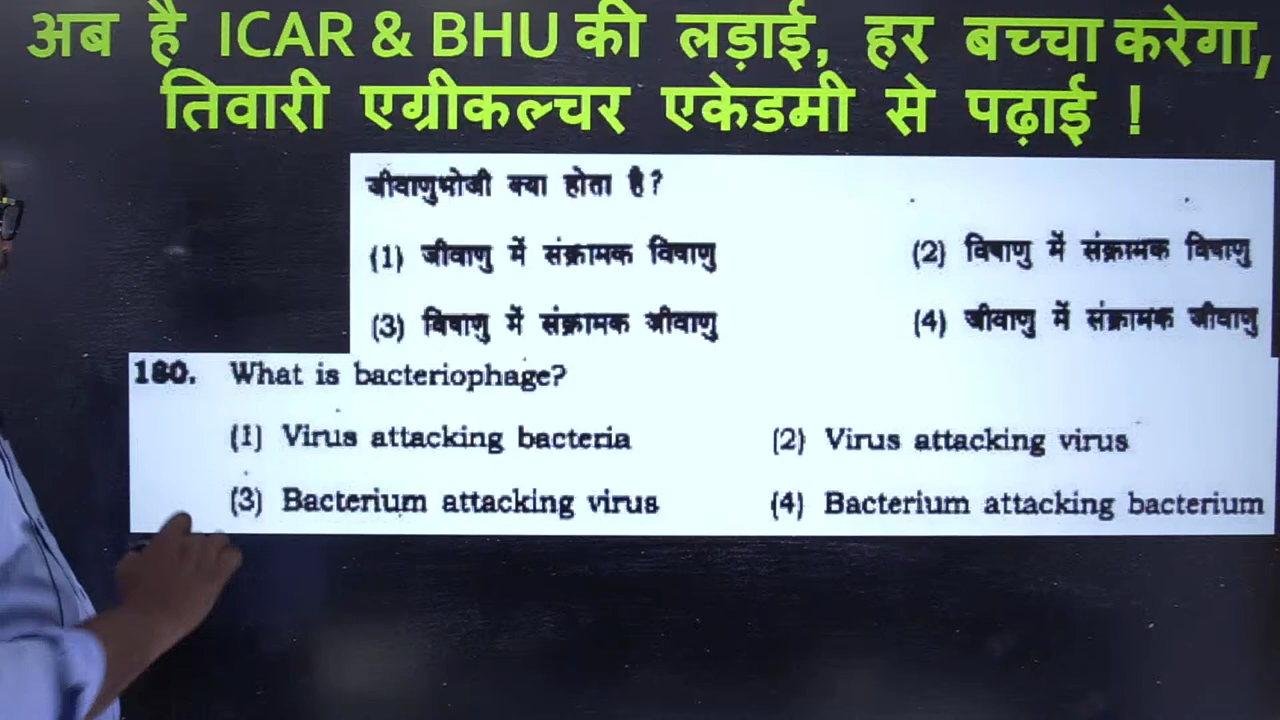 अब है ICAR & BHU की लड़ाई, हर बच्चा करेगा,
तिवारी एग्रीकल्चर एकेडमी से पढ़ाई !
जीवाणुभोजी क्या होता है?
(1) जीवाणु में संक्रामक विषाणु (2) विषाणु में संक्रामक विषाणु
(3) विषाणु में संक्रामक जीवाणु (4) जीवाणु में संक्रामक जीवाणु
180. What is bacteriophage?
(1) Virus attacking bacteria (2) Virus attacking virus
(3) Bacterium attacking virus (4) Bacterium attacking bacterium